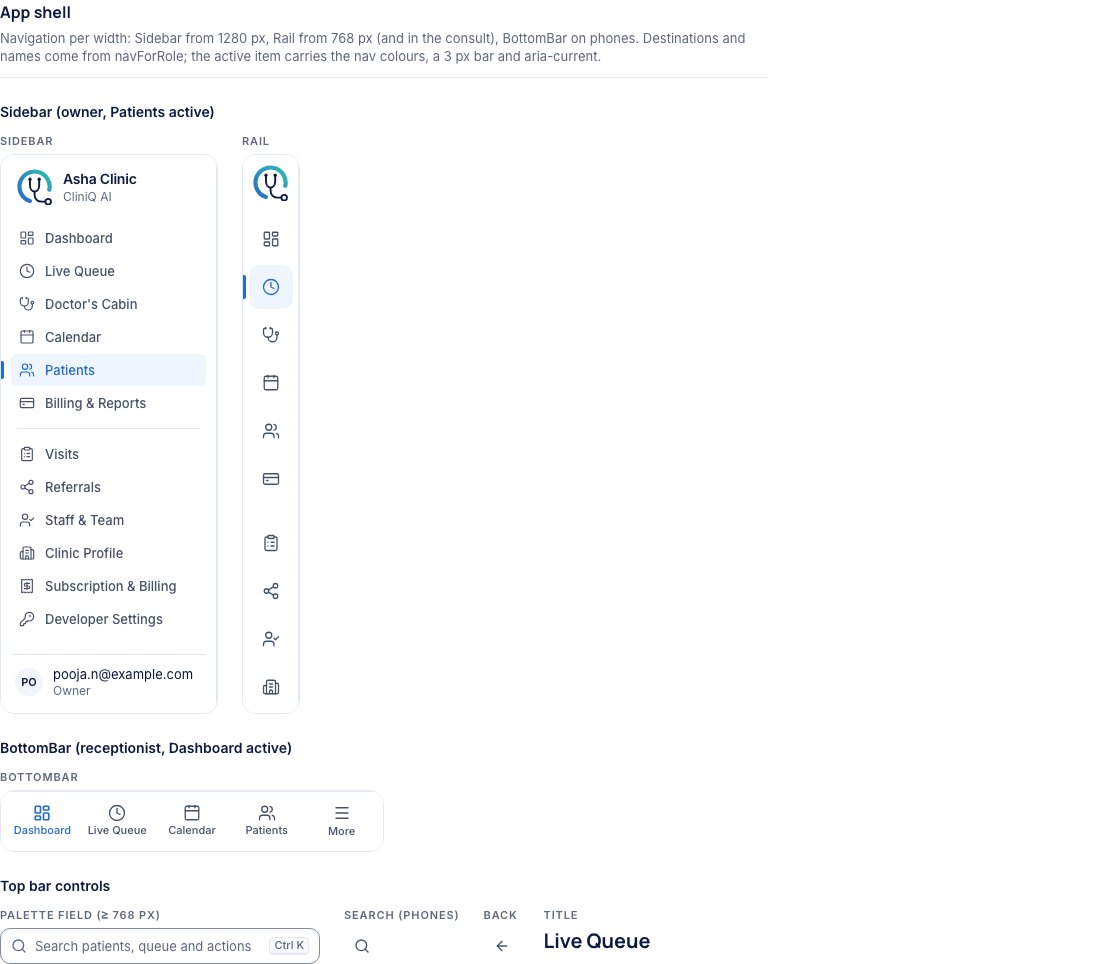 App shell
Navigation per width: Sidebar from 1280 px, Rail from 768 px (and in the consult), BottomBar on phones. Destinations and
names come from navForRole; the active item carries the nav colours, a 3 px bar and aria-current.
Sidebar (owner, Patients active)
SIDEBAR
RAIL
Asha Clinic
CliniQ AI
Dashboard
Live Queue
Doctor's Cabin
Calendar
Patients
Billing & Reports
Visits
Referrals
Staff & Team
Clinic Profile
Subscription & Billing
Developer Settings
PO
pooja.n@example.com
Owner
BottomBar (receptionist, Dashboard active)
BOTTOMBAR
Dashboard
Live Queue
Calendar
Patients
More
Top bar controls
PALETTE FIELD (≥ 768 PX)
SEARCH (PHONES)
BACK
TITLE
Search patients, queue and actions
Ctrl K
Live Queue